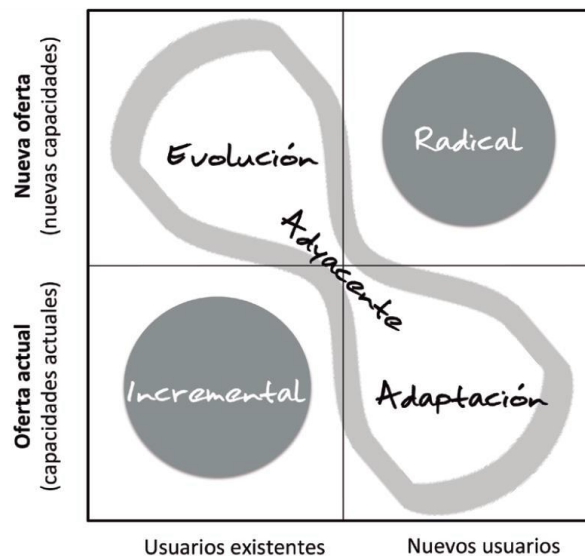 Nueva oferta
(nuevas capacidades)
Evolución
Radical
Adyacente
Oferta actual
(capacidades actuales)
Incremental
Adaptación
Usuarios existentes
Nuevos usuarios